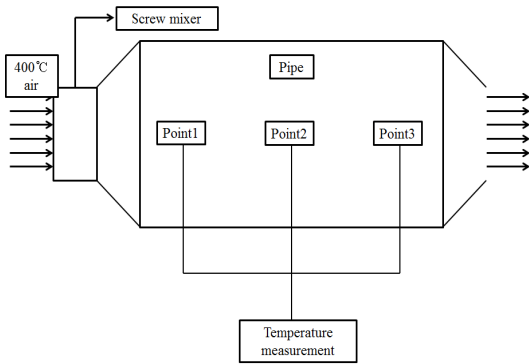 Screw mixer
400°C
air
Pipe
Point1
Point2
Point3
Temperature
measurement